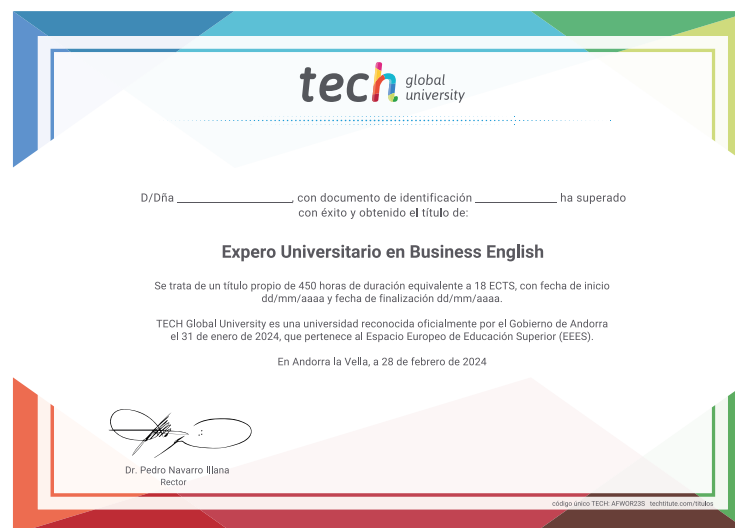 tech global university
D/Dña ____________________, con documento de identificación ______________ ha superado
con éxito y obtenido el título de:
Expero Universitario en Business English
Se trata de un título propio de 450 horas de duración equivalente a 18 ECTS, con fecha de inicio
dd/mm/aaaa y fecha de finalización dd/mm/aaaa.
TECH Global University es una universidad reconocida oficialmente por el Gobierno de Andorra
el 31 de enero de 2024, que pertenece al Espacio Europeo de Educación Superior (EEES).
En Andorra la Vella, a 28 de febrero de 2024
Dr. Pedro Navarro Illana
Rector
código único TECH: AFWOR23S techtitute.com/titulos